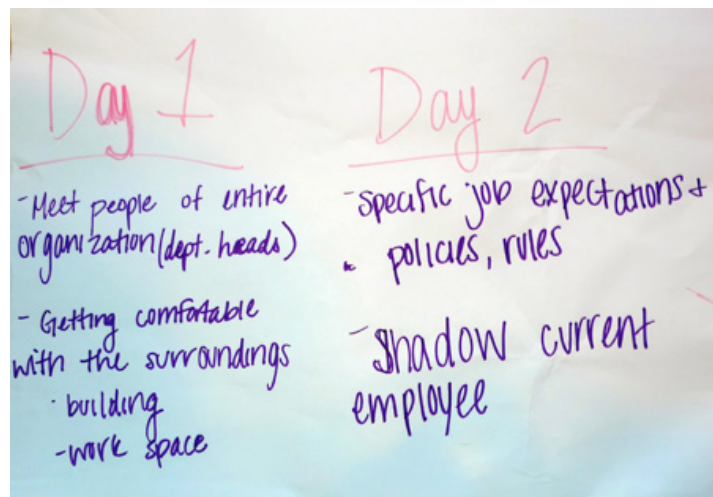 Day 1
- Meet people of entire
organization (dept. heads)
- Getting comfortable
with the surroundings
· building
- work space
Day 2
- Specific job expectations +
policies, rules
- Shadow current
employee